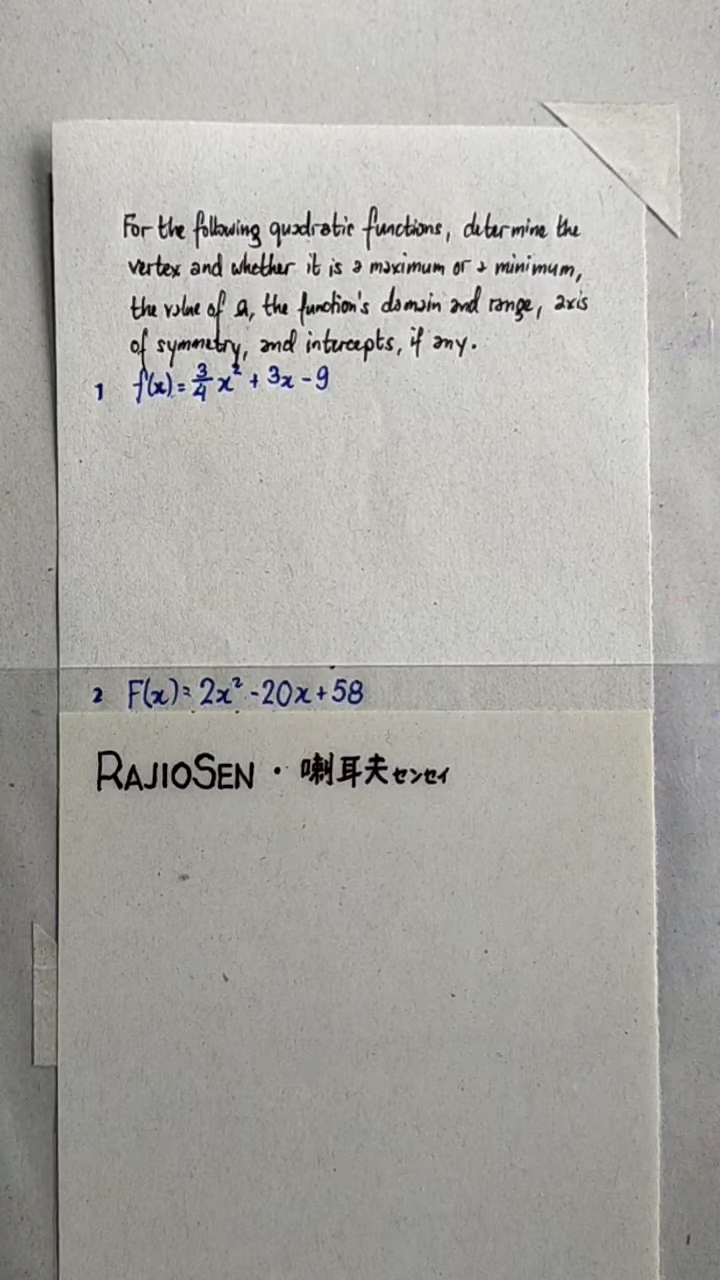 For the following quadratic functions, determine the
vertex and whether it is a maximum or a minimum,
the value of a, the function's domain and range, axis
of symmetry, and intercepts, if any.
1 f(x) = 3/4 x² + 3x - 9
2 F(x) = 2x² - 20x + 58
RAJIOSEN · 喇耳夫センセイ